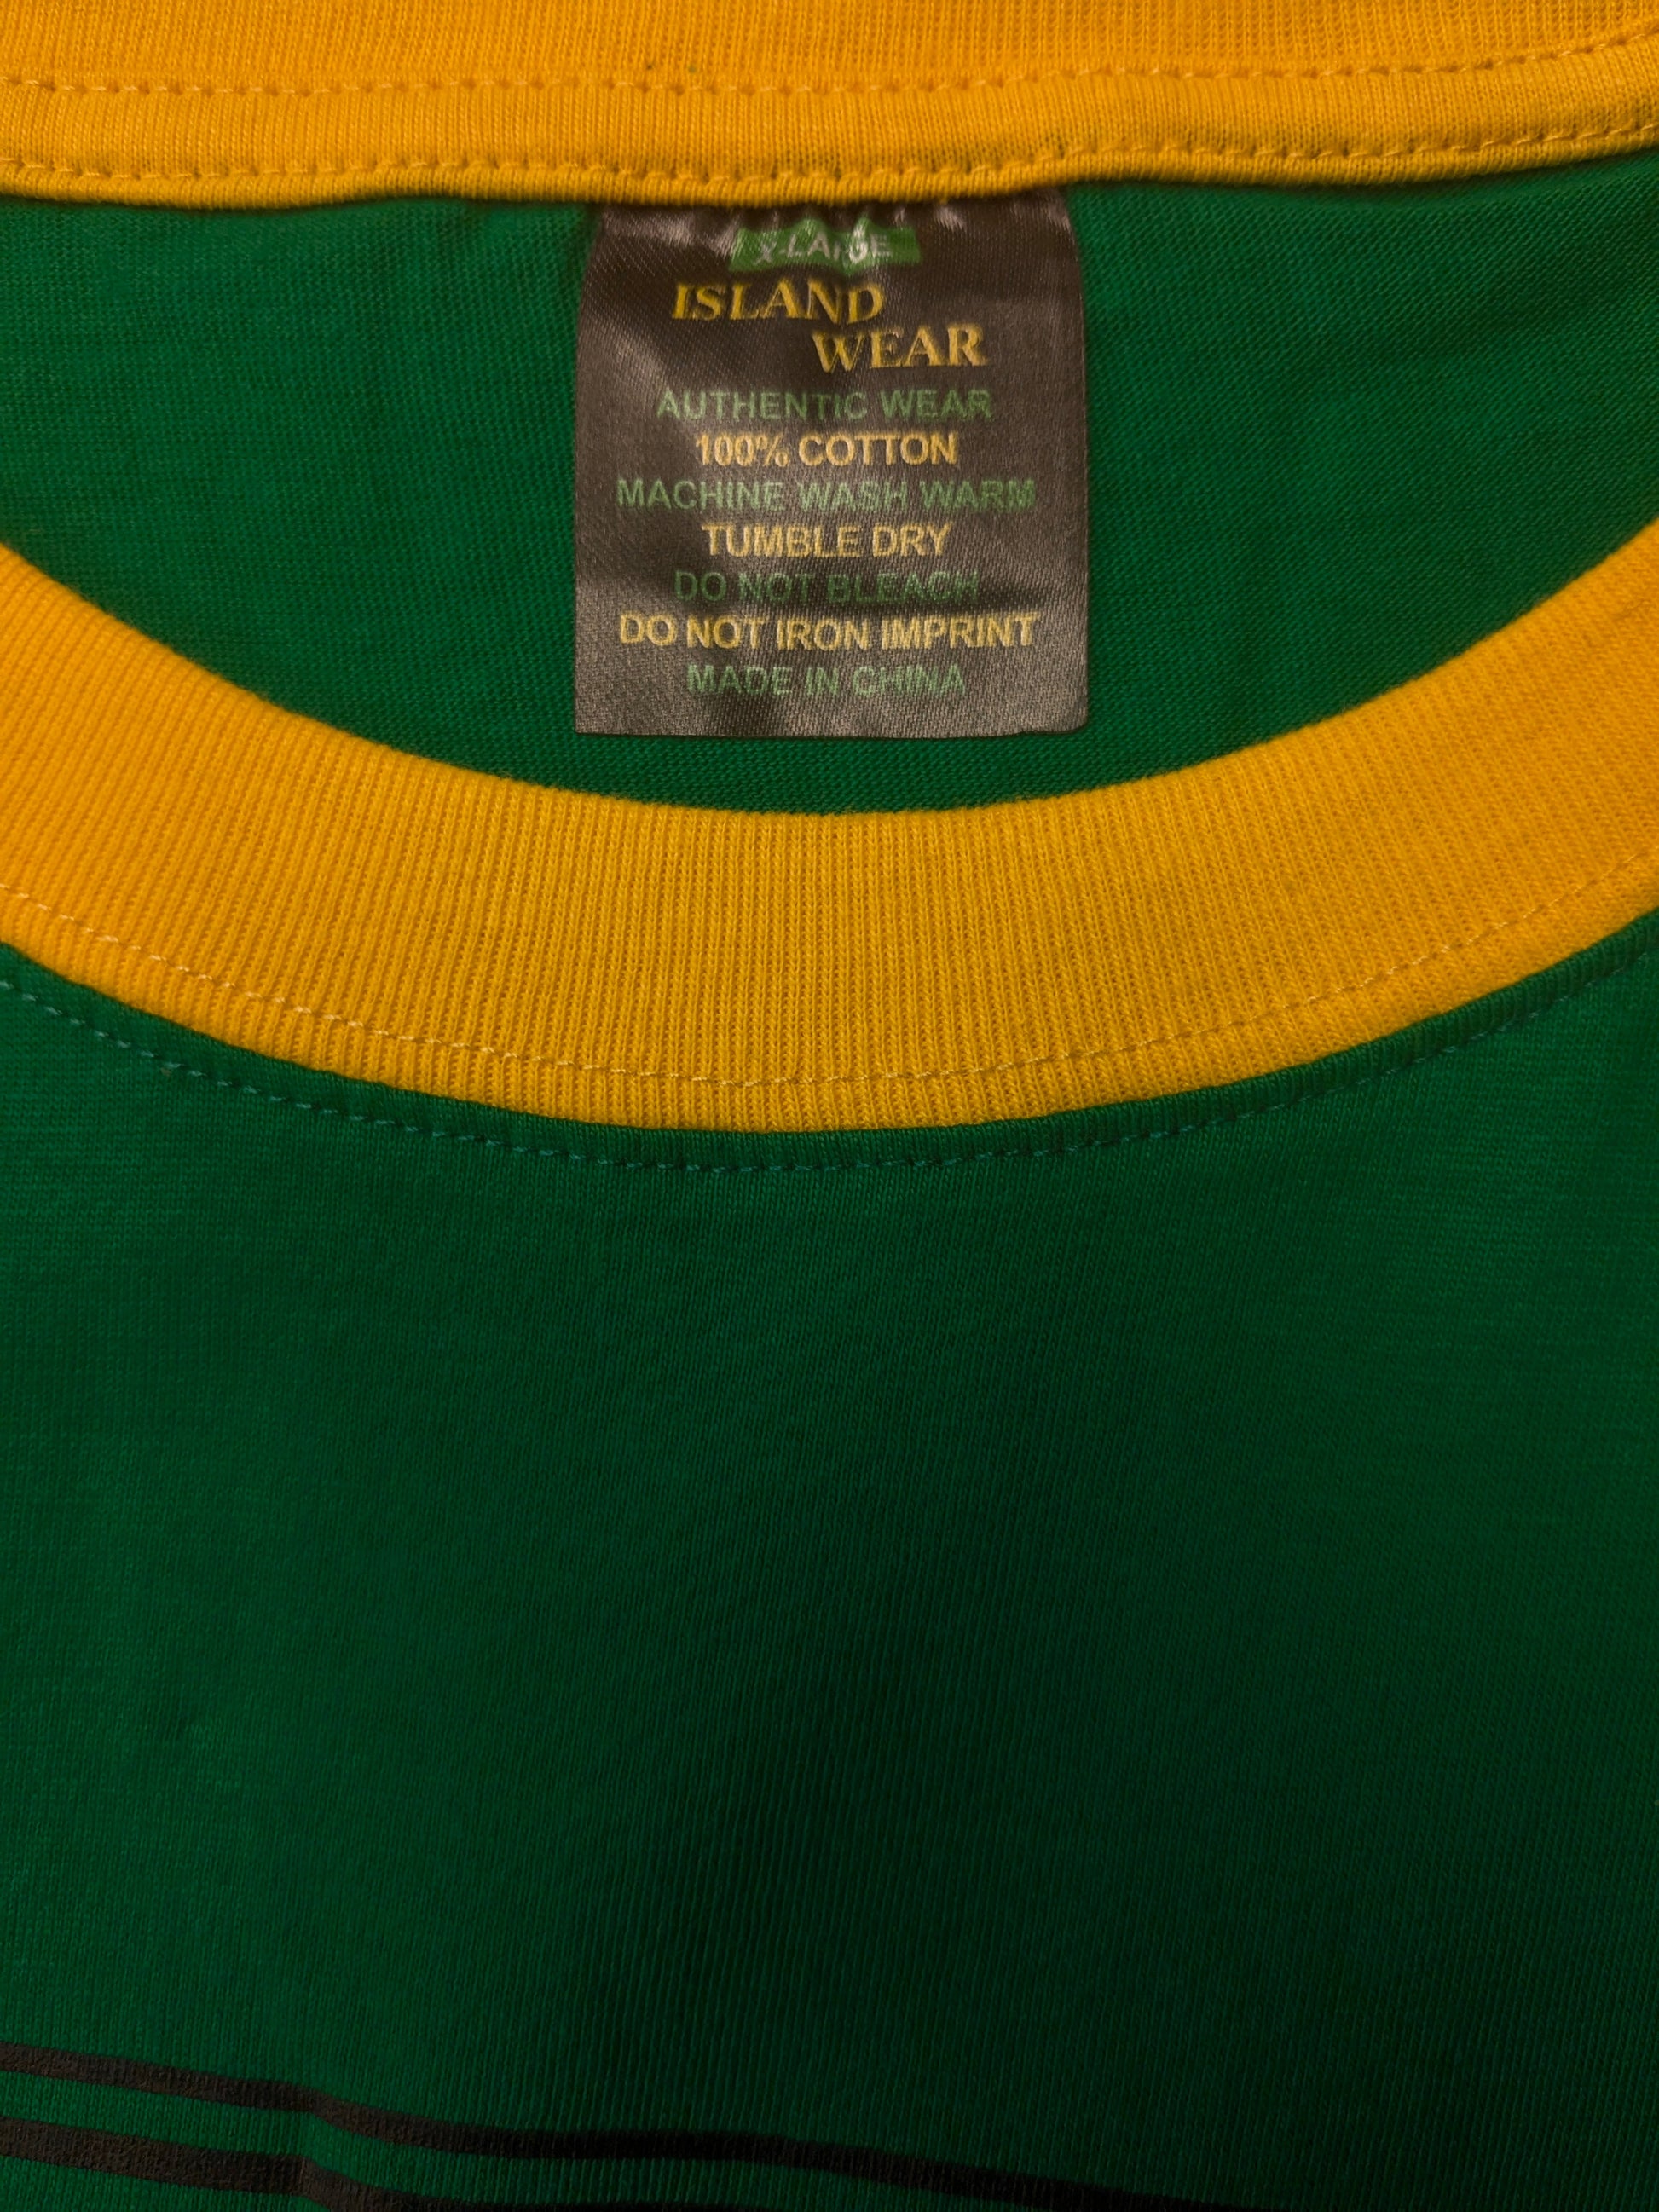 X-LARGE
ISLAND
WEAR
AUTHENTIC WEAR
100% COTTON
MACHINE WASH WARM
TUMBLE DRY
DO NOT BLEACH
DO NOT IRON IMPRINT
MADE IN CHINA